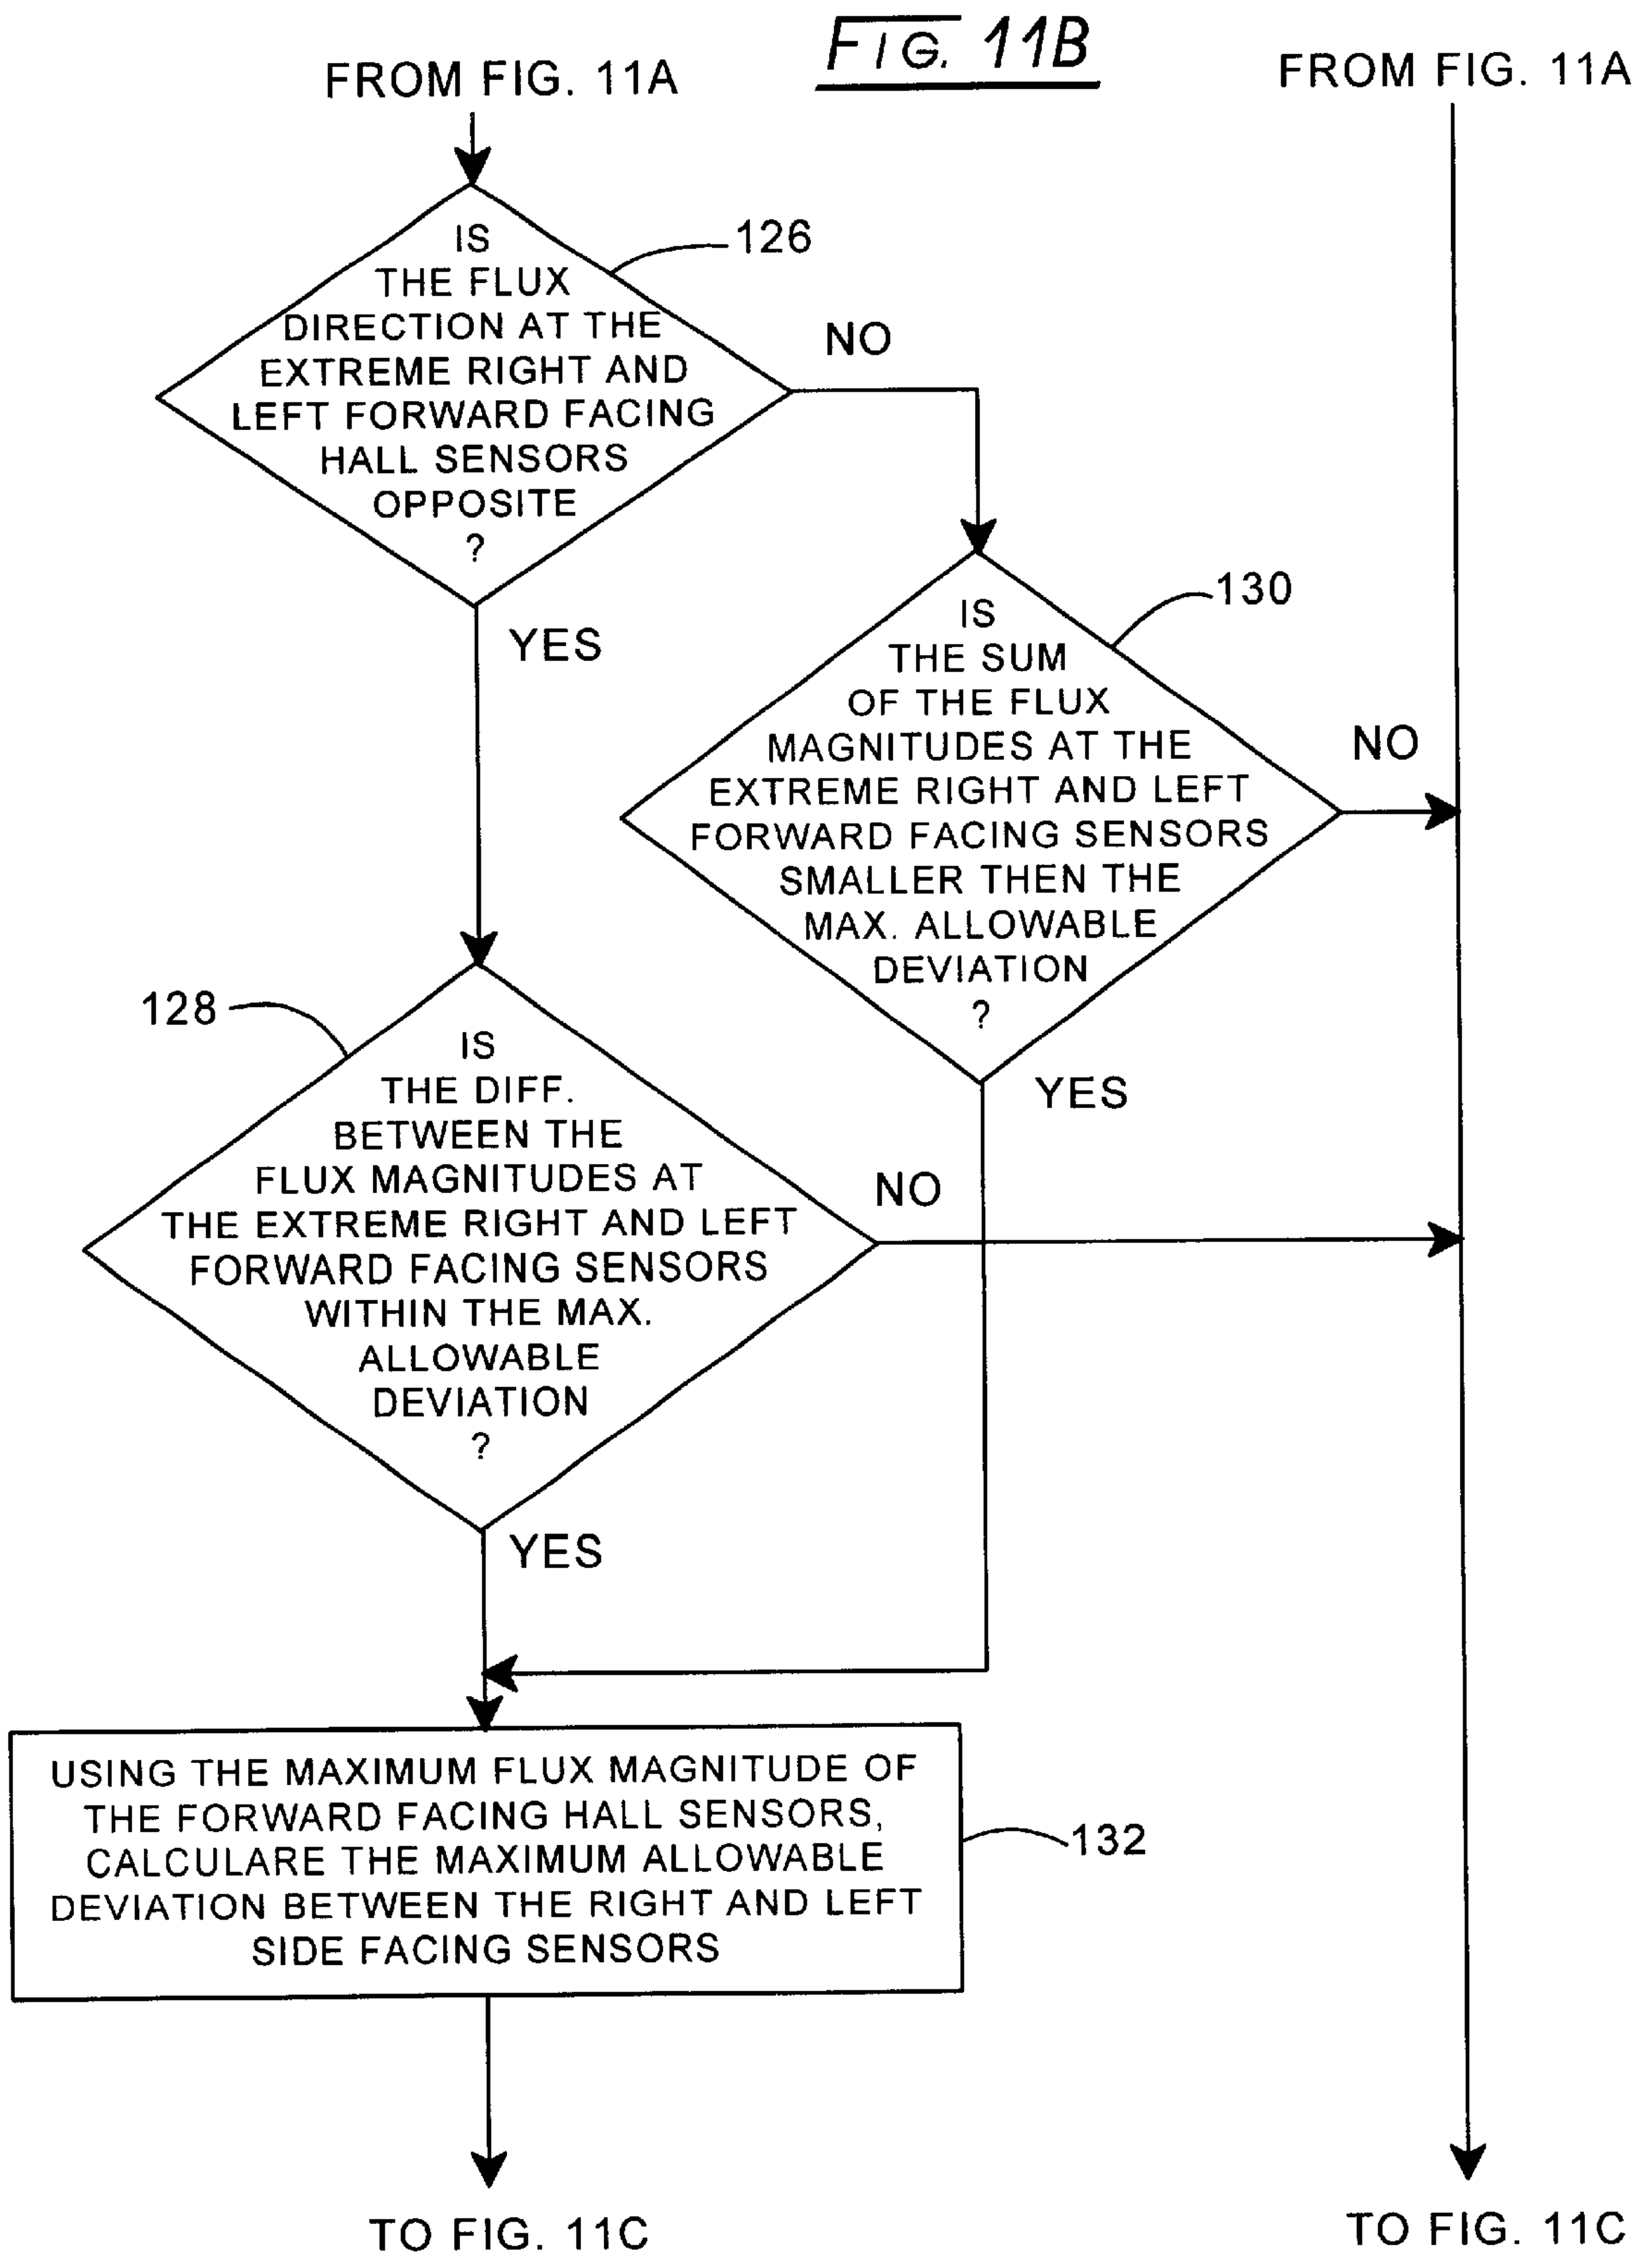 FIG. 11B
FROM FIG. 11A
FROM FIG. 11A
IS
THE FLUX
DIRECTION AT THE
EXTREME RIGHT AND
LEFT FORWARD FACING
HALL SENSORS
OPPOSITE
?
126
NO
YES
IS
THE SUM
OF THE FLUX
MAGNITUDES AT THE
EXTREME RIGHT AND LEFT
FORWARD FACING SENSORS
SMALLER THEN THE
MAX. ALLOWABLE
DEVIATION
?
130
NO
YES
128
IS
THE DIFF.
BETWEEN THE
FLUX MAGNITUDES AT
THE EXTREME RIGHT AND LEFT
FORWARD FACING SENSORS
WITHIN THE MAX.
ALLOWABLE
DEVIATION
?
NO
YES
USING THE MAXIMUM FLUX MAGNITUDE OF
THE FORWARD FACING HALL SENSORS,
CALCULARE THE MAXIMUM ALLOWABLE
DEVIATION BETWEEN THE RIGHT AND LEFT
SIDE FACING SENSORS
132
TO FIG. 11C
TO FIG. 11C